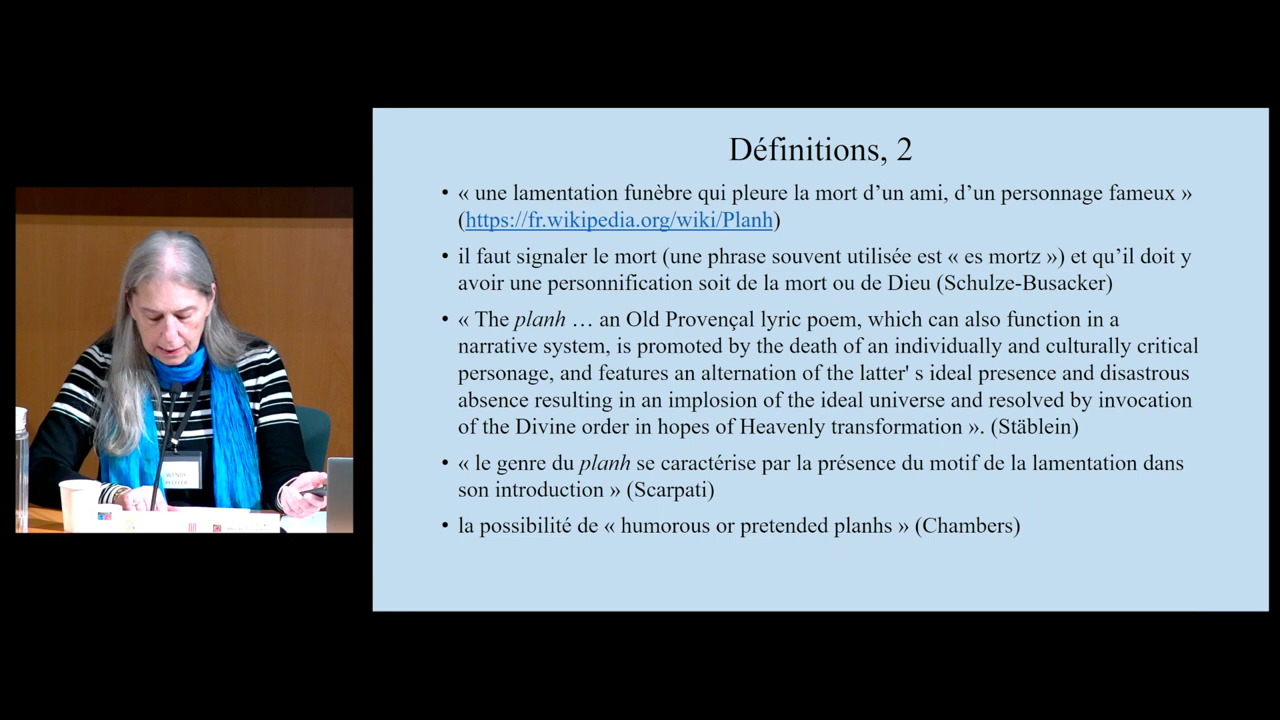 Définitions, 2
• « une lamentation funèbre qui pleure la mort d’un ami, d’un personnage fameux »
(https://fr.wikipedia.org/wiki/Planh)
• il faut signaler le mort (une phrase souvent utilisée est « es mortz ») et qu’il doit y
avoir une personnification soit de la mort ou de Dieu (Schulze-Busacker)
• « The planh … an Old Provençal lyric poem, which can also function in a
narrative system, is promoted by the death of an individually and culturally critical
personage, and features an alternation of the latter' s ideal presence and disastrous
absence resulting in an implosion of the ideal universe and resolved by invocation
of the Divine order in hopes of Heavenly transformation ». (Stäblein)
• « le genre du planh se caractérise par la présence du motif de la lamentation dans
son introduction » (Scarpati)
• la possibilité de « humorous or pretended planhs » (Chambers)